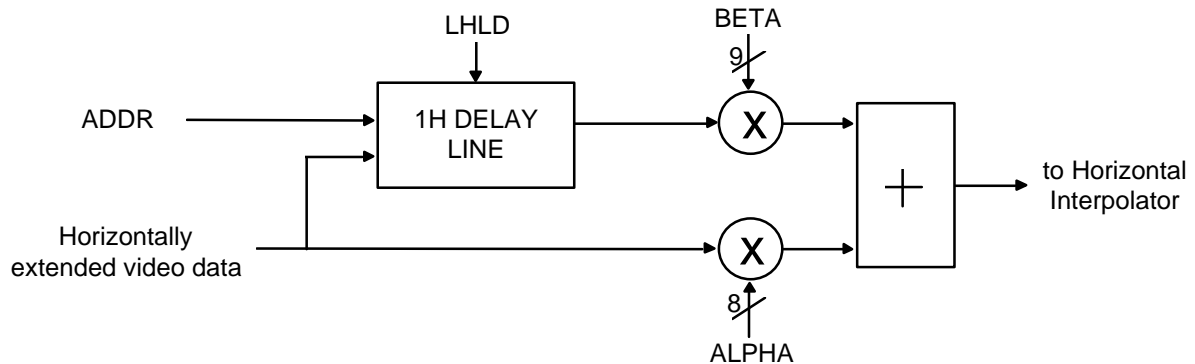 LHLD
BETA
9
ADDR
1H DELAY
LINE
X
+
to Horizontal
Interpolator
Horizontally
extended video data
X
8
ALPHA